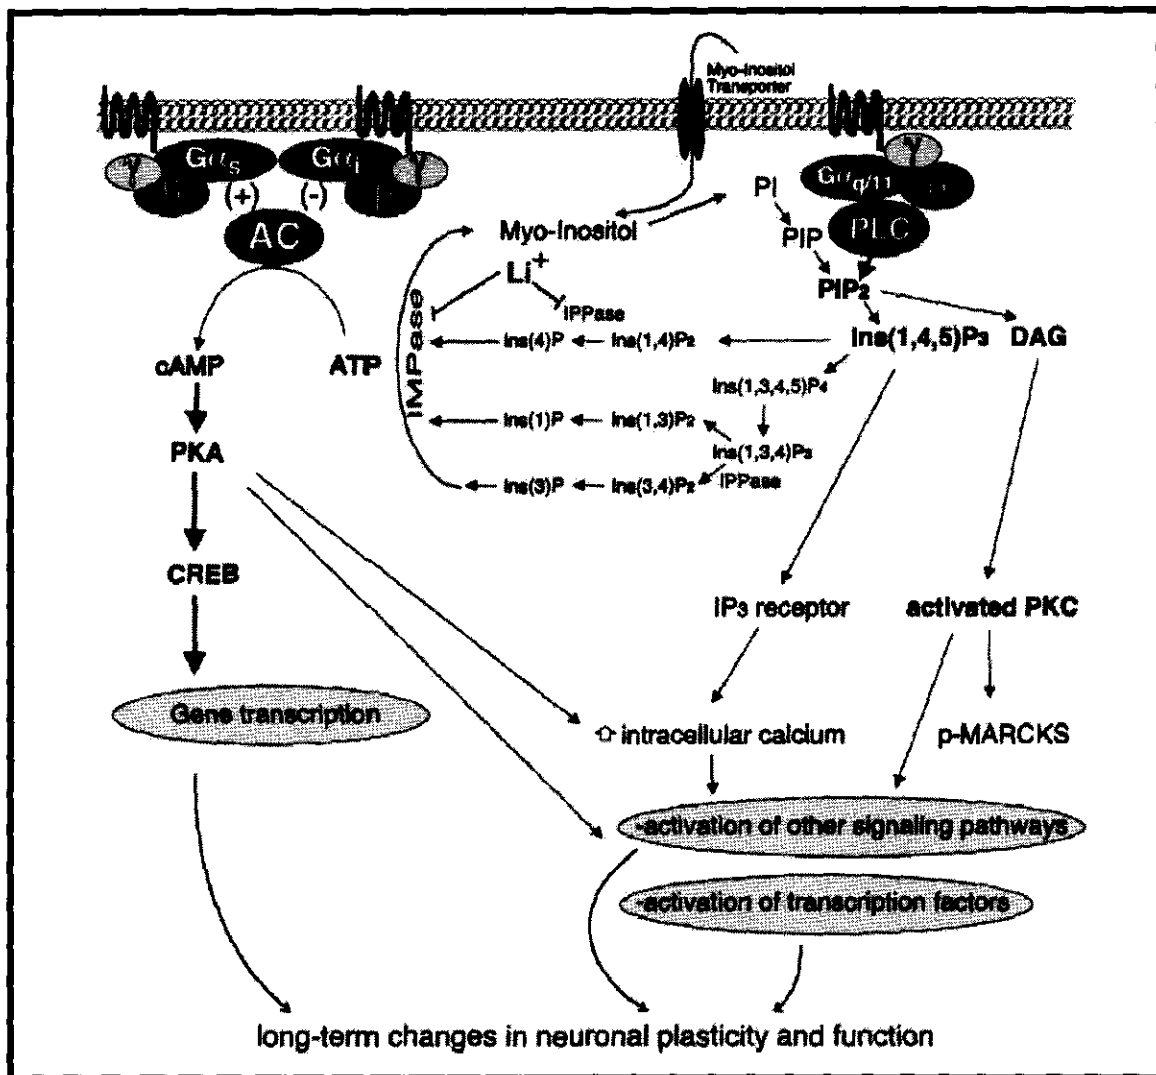 Myo-Inositol
Transporter
γ
Gαs
Gαi
γ
(+)
(-)
AC
γ
Gαq/11
PLC
PI
PIP
PIP2
Myo-Inositol
Li+
IPPase
IMPase
Ins(4)P
Ins(1,4)P2
Ins(1,4,5)P3
DAG
cAMP
ATP
Ins(1,3,4,5)P4
Ins(1)P
Ins(1,3)P2
Ins(1,3,4)P3
IPPase
Ins(3)P
Ins(3,4)P2
PKA
CREB
IP3 receptor
activated PKC
Gene transcription
⇧ intracellular calcium
p-MARCKS
-activation of other signaling pathways
-activation of transcription factors
long-term changes in neuronal plasticity and function